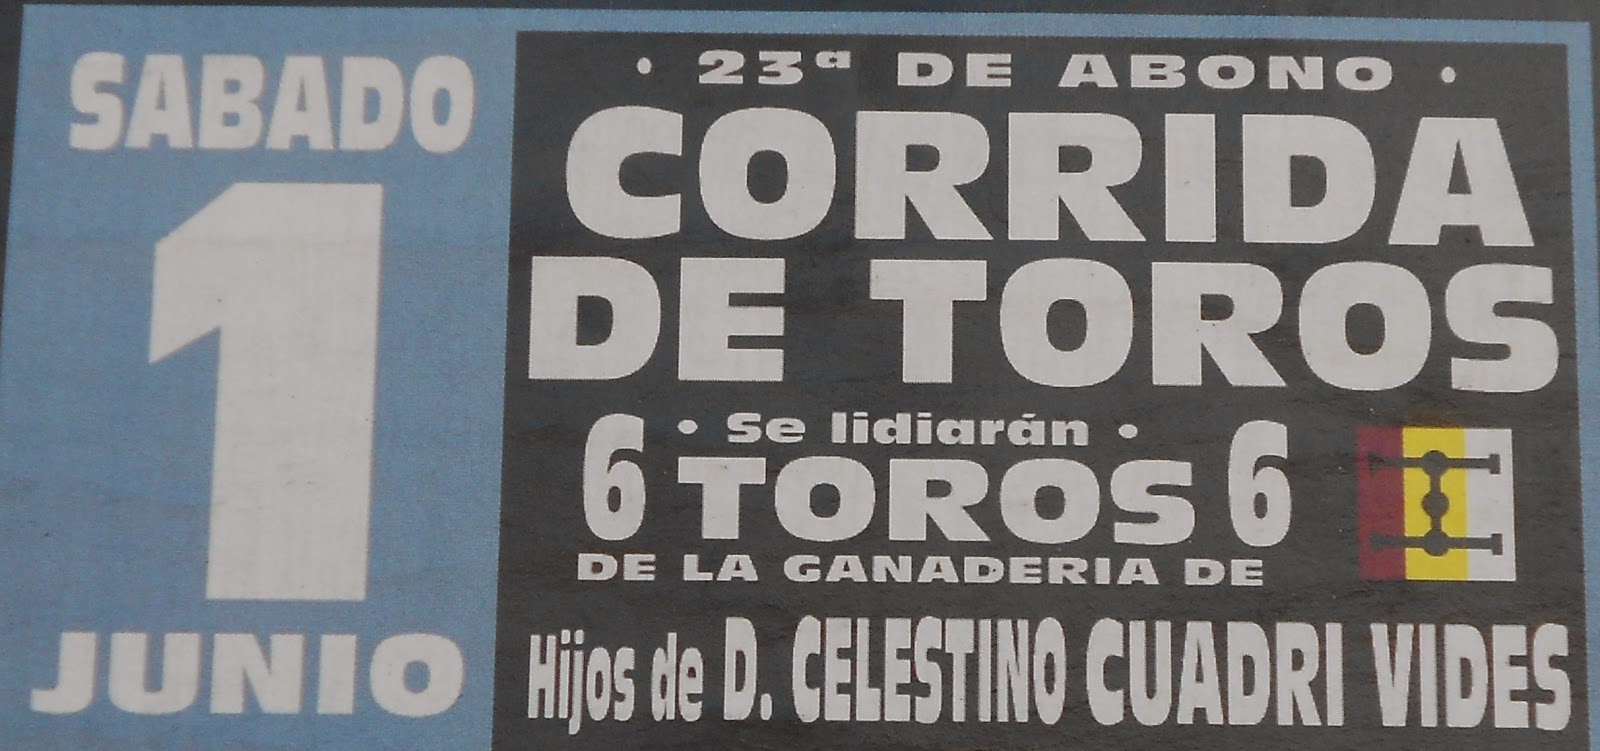 SABADO
1
JUNIO
· 23ª DE ABONO ·
CORRIDA
DE TOROS
· Se lidiarán ·
6 TOROS 6
DE LA GANADERIA DE
Hijos de D. CELESTINO CUADRI VIDES